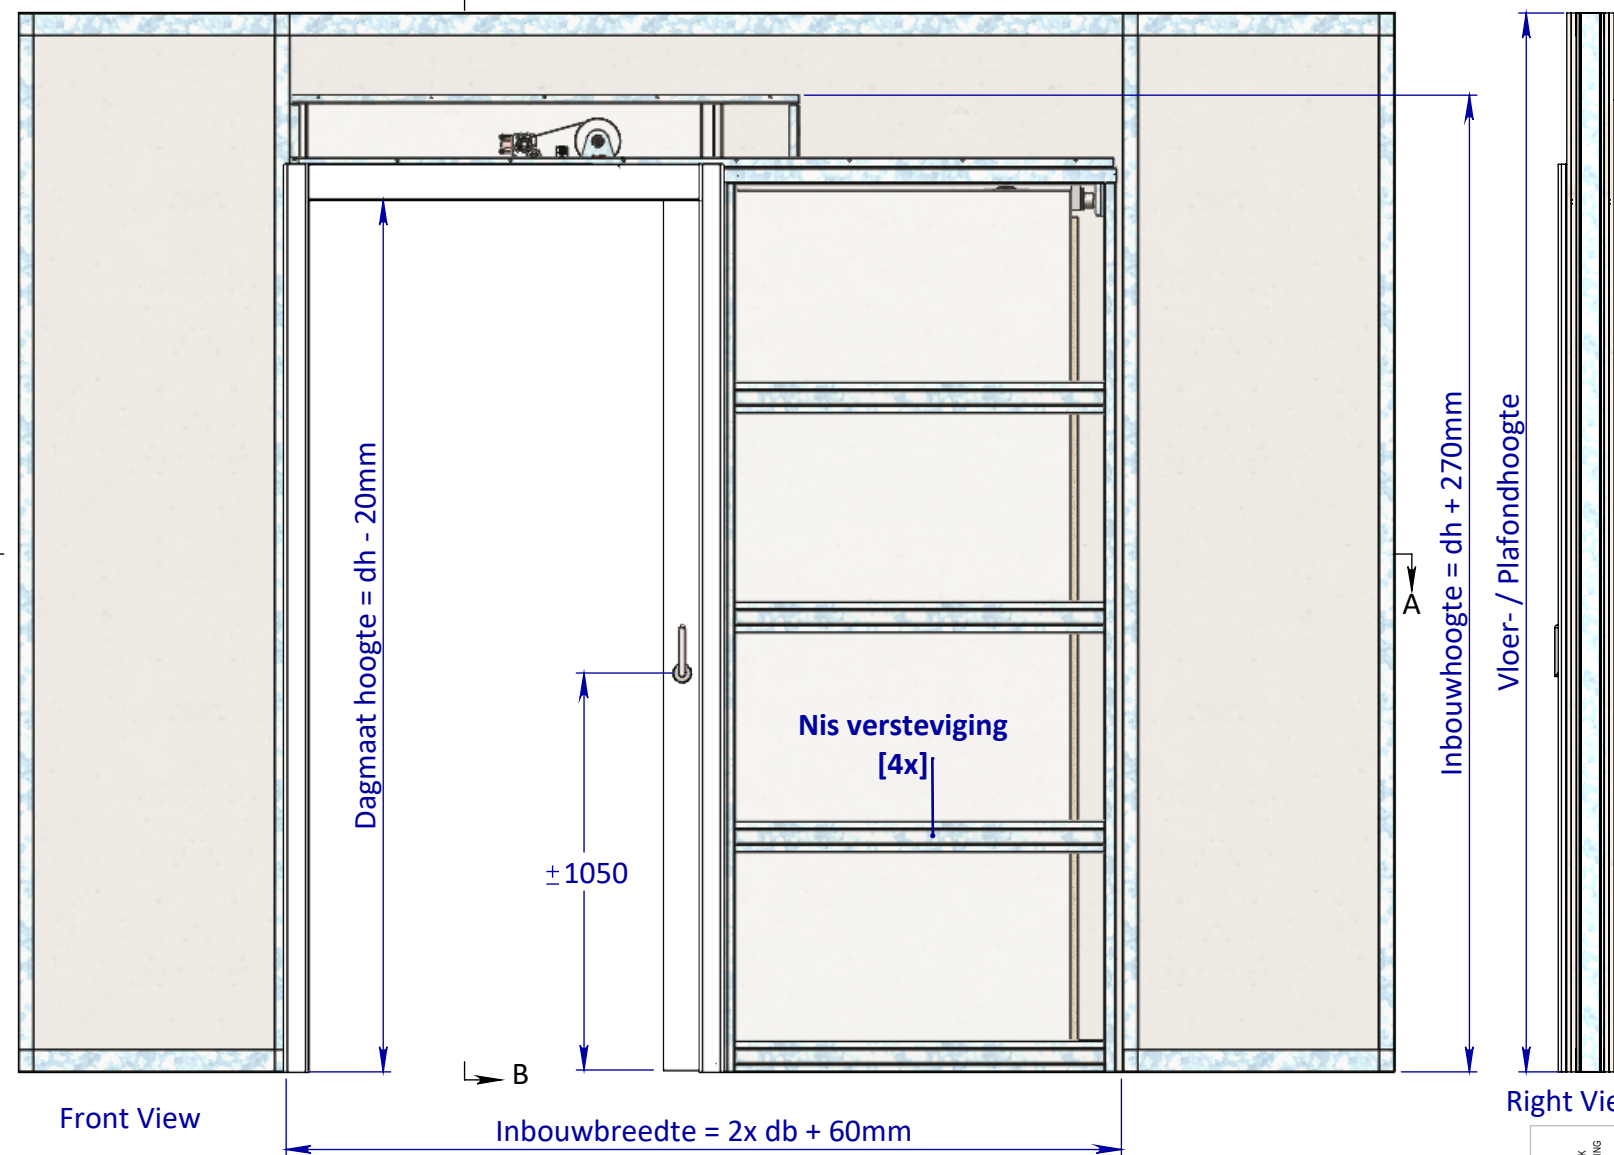 Dagmaat hoogte = dh - 20mm
±1050
Nis versteviging
[4x]
Inbouwhoogte = dh + 270mm
Vloer- / Plafondhoogte
A
B
Front View
Inbouwbreedte = 2x db + 60mm
Right Vie